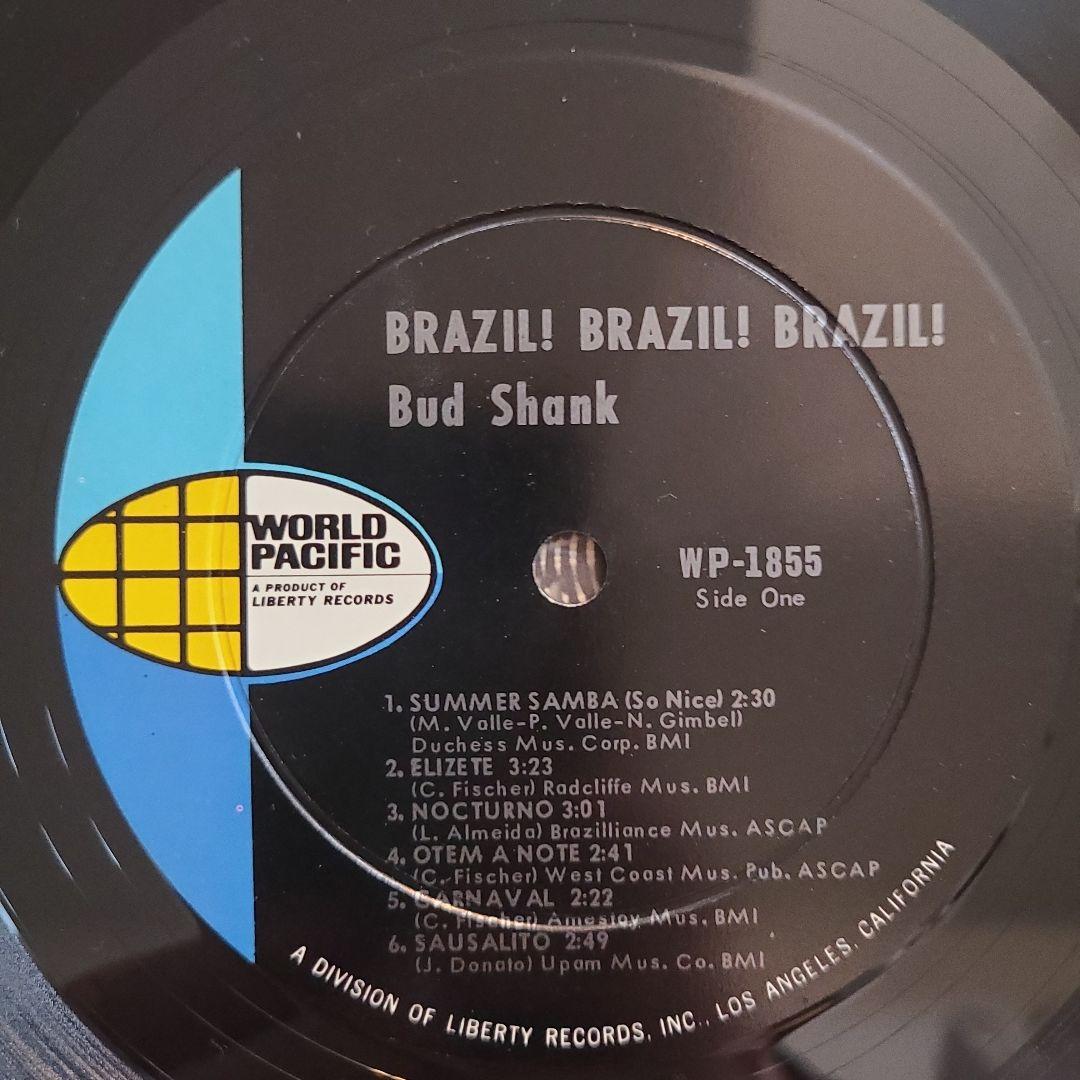 BRAZIL! BRAZIL! BRAZIL!
Bud Shank
WORLD
PACIFIC
A PRODUCT OF
LIBERTY RECORDS
WP-1855
Side One
1. SUMMER SAMBA (So Nice) 2:30
(M. Valle-P. Valle-N. Gimbel)
Duchess Mus. Corp. BMI
2. ELIZETE 3:23
(C. Fischer) Radcliffe Mus. BMI
3. NOCTURNO 3:01
(L. Almeida) Brazilliance Mus. ASCAP
4. OTEM A NOTE 2:41
(C. Fischer) West Coast Mus. Pub. ASCAP
5. CARNAVAL 2:22
(C. Fischer) Amestoy Mus. BMI
6. SAUSALITO 2:49
(J. Donato) Upam Mus. Co. BMI
A DIVISION OF LIBERTY RECORDS, INC., LOS ANGELES, CALIFORNIA